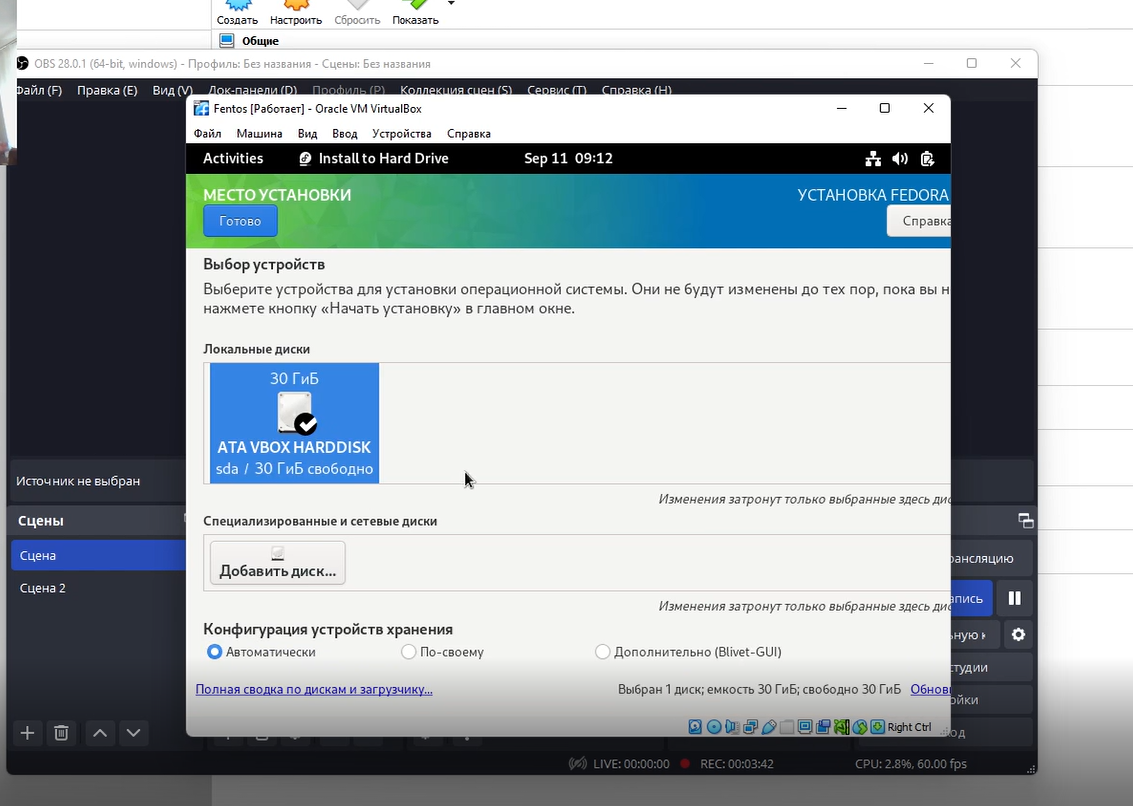 Создать Настроить Сбросить Показать
Общие
OBS 28.0.1 (64-bit, windows) - Профиль: Без названия - Сцены: Без названия
Файл (F) Правка (E) Вид (V) Док-панели (D) Профиль (P) Коллекция сцен (S) Сервис (T) Справка (H)
Fentos [Работает] - Oracle VM VirtualBox
Файл Машина Вид Ввод Устройства Справка
Activities Install to Hard Drive Sep 11 09:12
МЕСТО УСТАНОВКИ УСТАНОВКА FEDORA
Готово Справка
Выбор устройств
Выберите устройства для установки операционной системы. Они не будут изменены до тех пор, пока вы н
нажмете кнопку «Начать установку» в главном окне.
Локальные диски
30 ГиБ
ATA VBOX HARDDISK
sda / 30 ГиБ свободно
Источник не выбран
Изменения затронут только выбранные здесь дис
Сцены
Специализированные и сетевые диски
Сцена
Сцена 2
Добавить диск...
рансляцию
апись
Изменения затронут только выбранные здесь дис
Конфигурация устройств хранения
ьную к
Автоматически По-своему Дополнительно (Blivet-GUI)
студии
Полная сводка по дискам и загрузчику... Выбран 1 диск; емкость 30 ГиБ; свободно 30 ГиБ Обнови
ойки
Right Ctrl
од
LIVE: 00:00:00 REC: 00:03:42 CPU: 2.8%, 60.00 fps